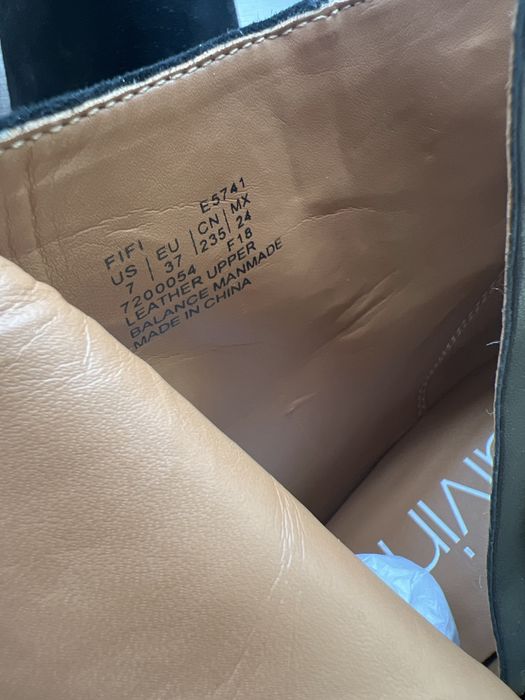 FIFI E5741
US | EU | CN | MX
7 | 37 | 235 | 24
7200054 F18
LEATHER UPPER
BALANCE MANMADE
MADE IN CHINA
alvin